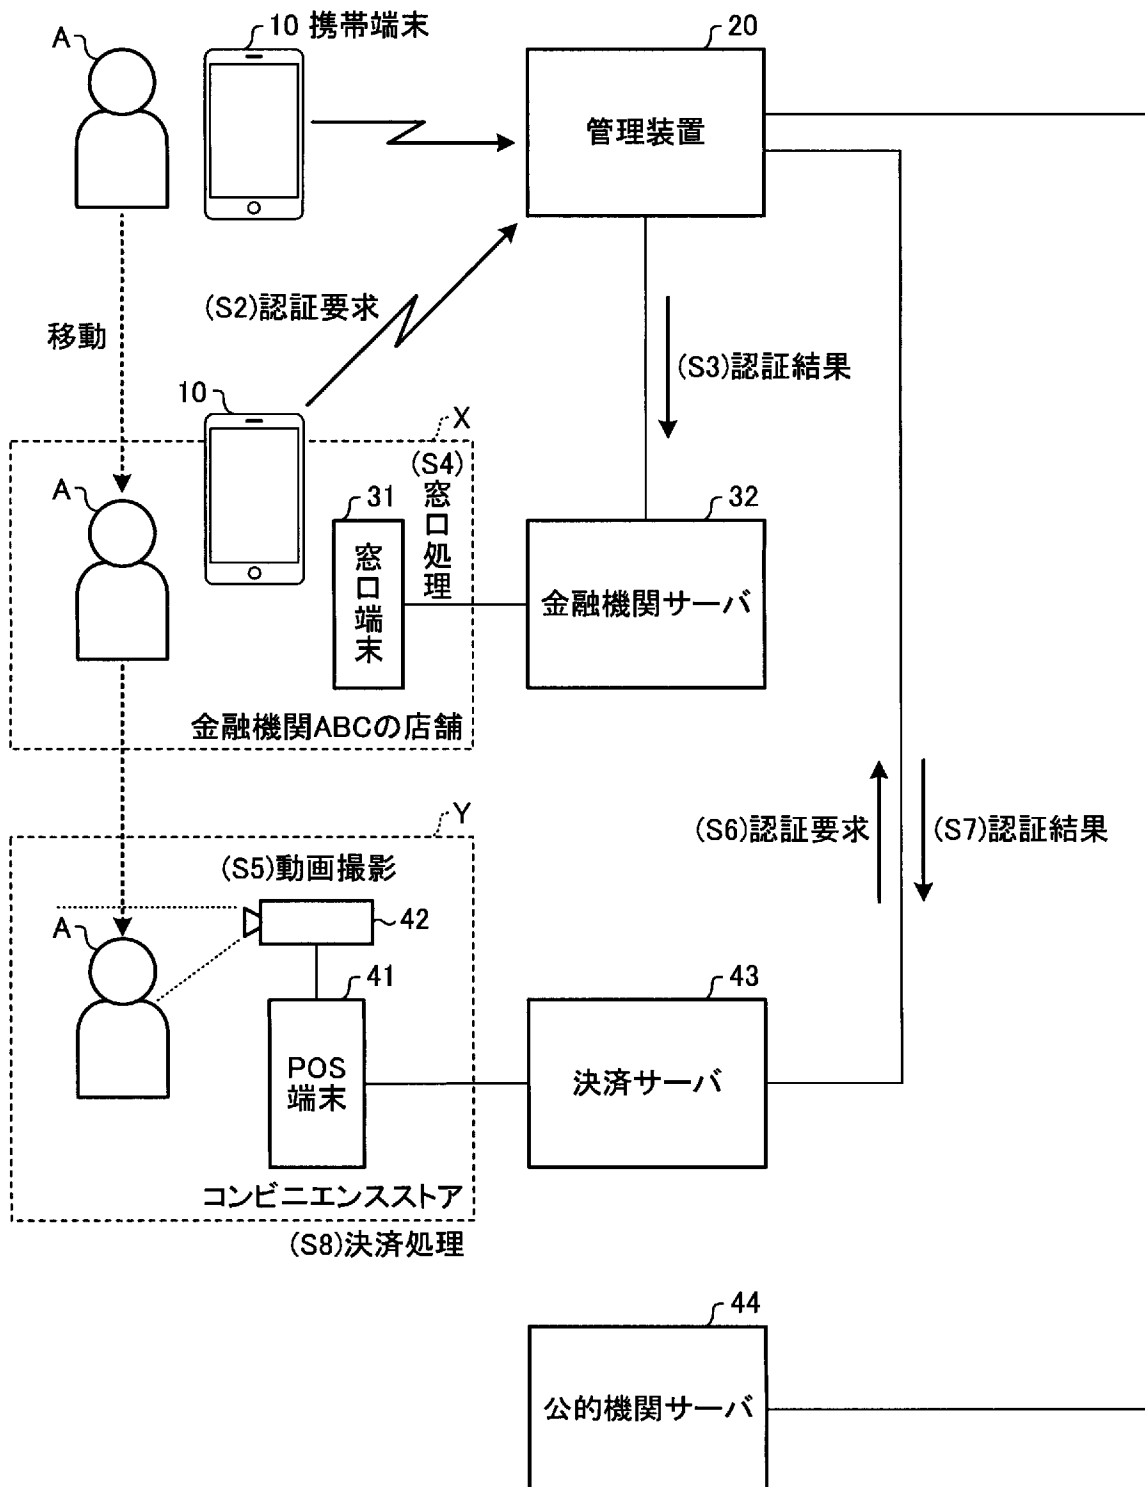 A
10 携帯端末
20
管理装置
(S2)認証要求
移動
(S3)認証結果
10
X
(S4)
窓口処理
A
31
窓口端末
32
金融機関サーバ
金融機関ABCの店舗
Y
(S6)認証要求
(S7)認証結果
(S5)動画撮影
42
A
41
43
POS
端末
決済サーバ
コンビニエンスストア
(S8)決済処理
44
公的機関サーバ